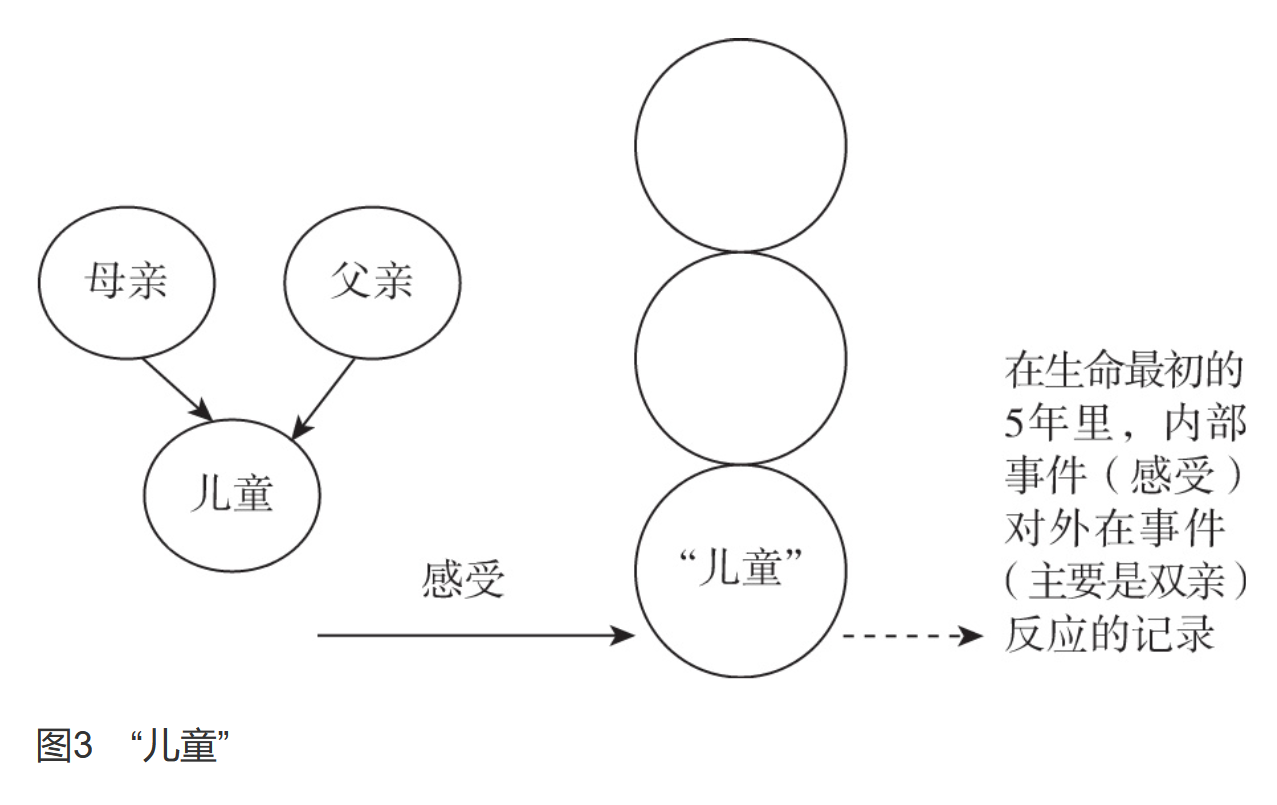 母亲
父亲
儿童
感受
“儿童”
在生命最初的
5年里，内部
事件（感受）
对外在事件
（主要是双亲）
反应的记录
图3 “儿童”